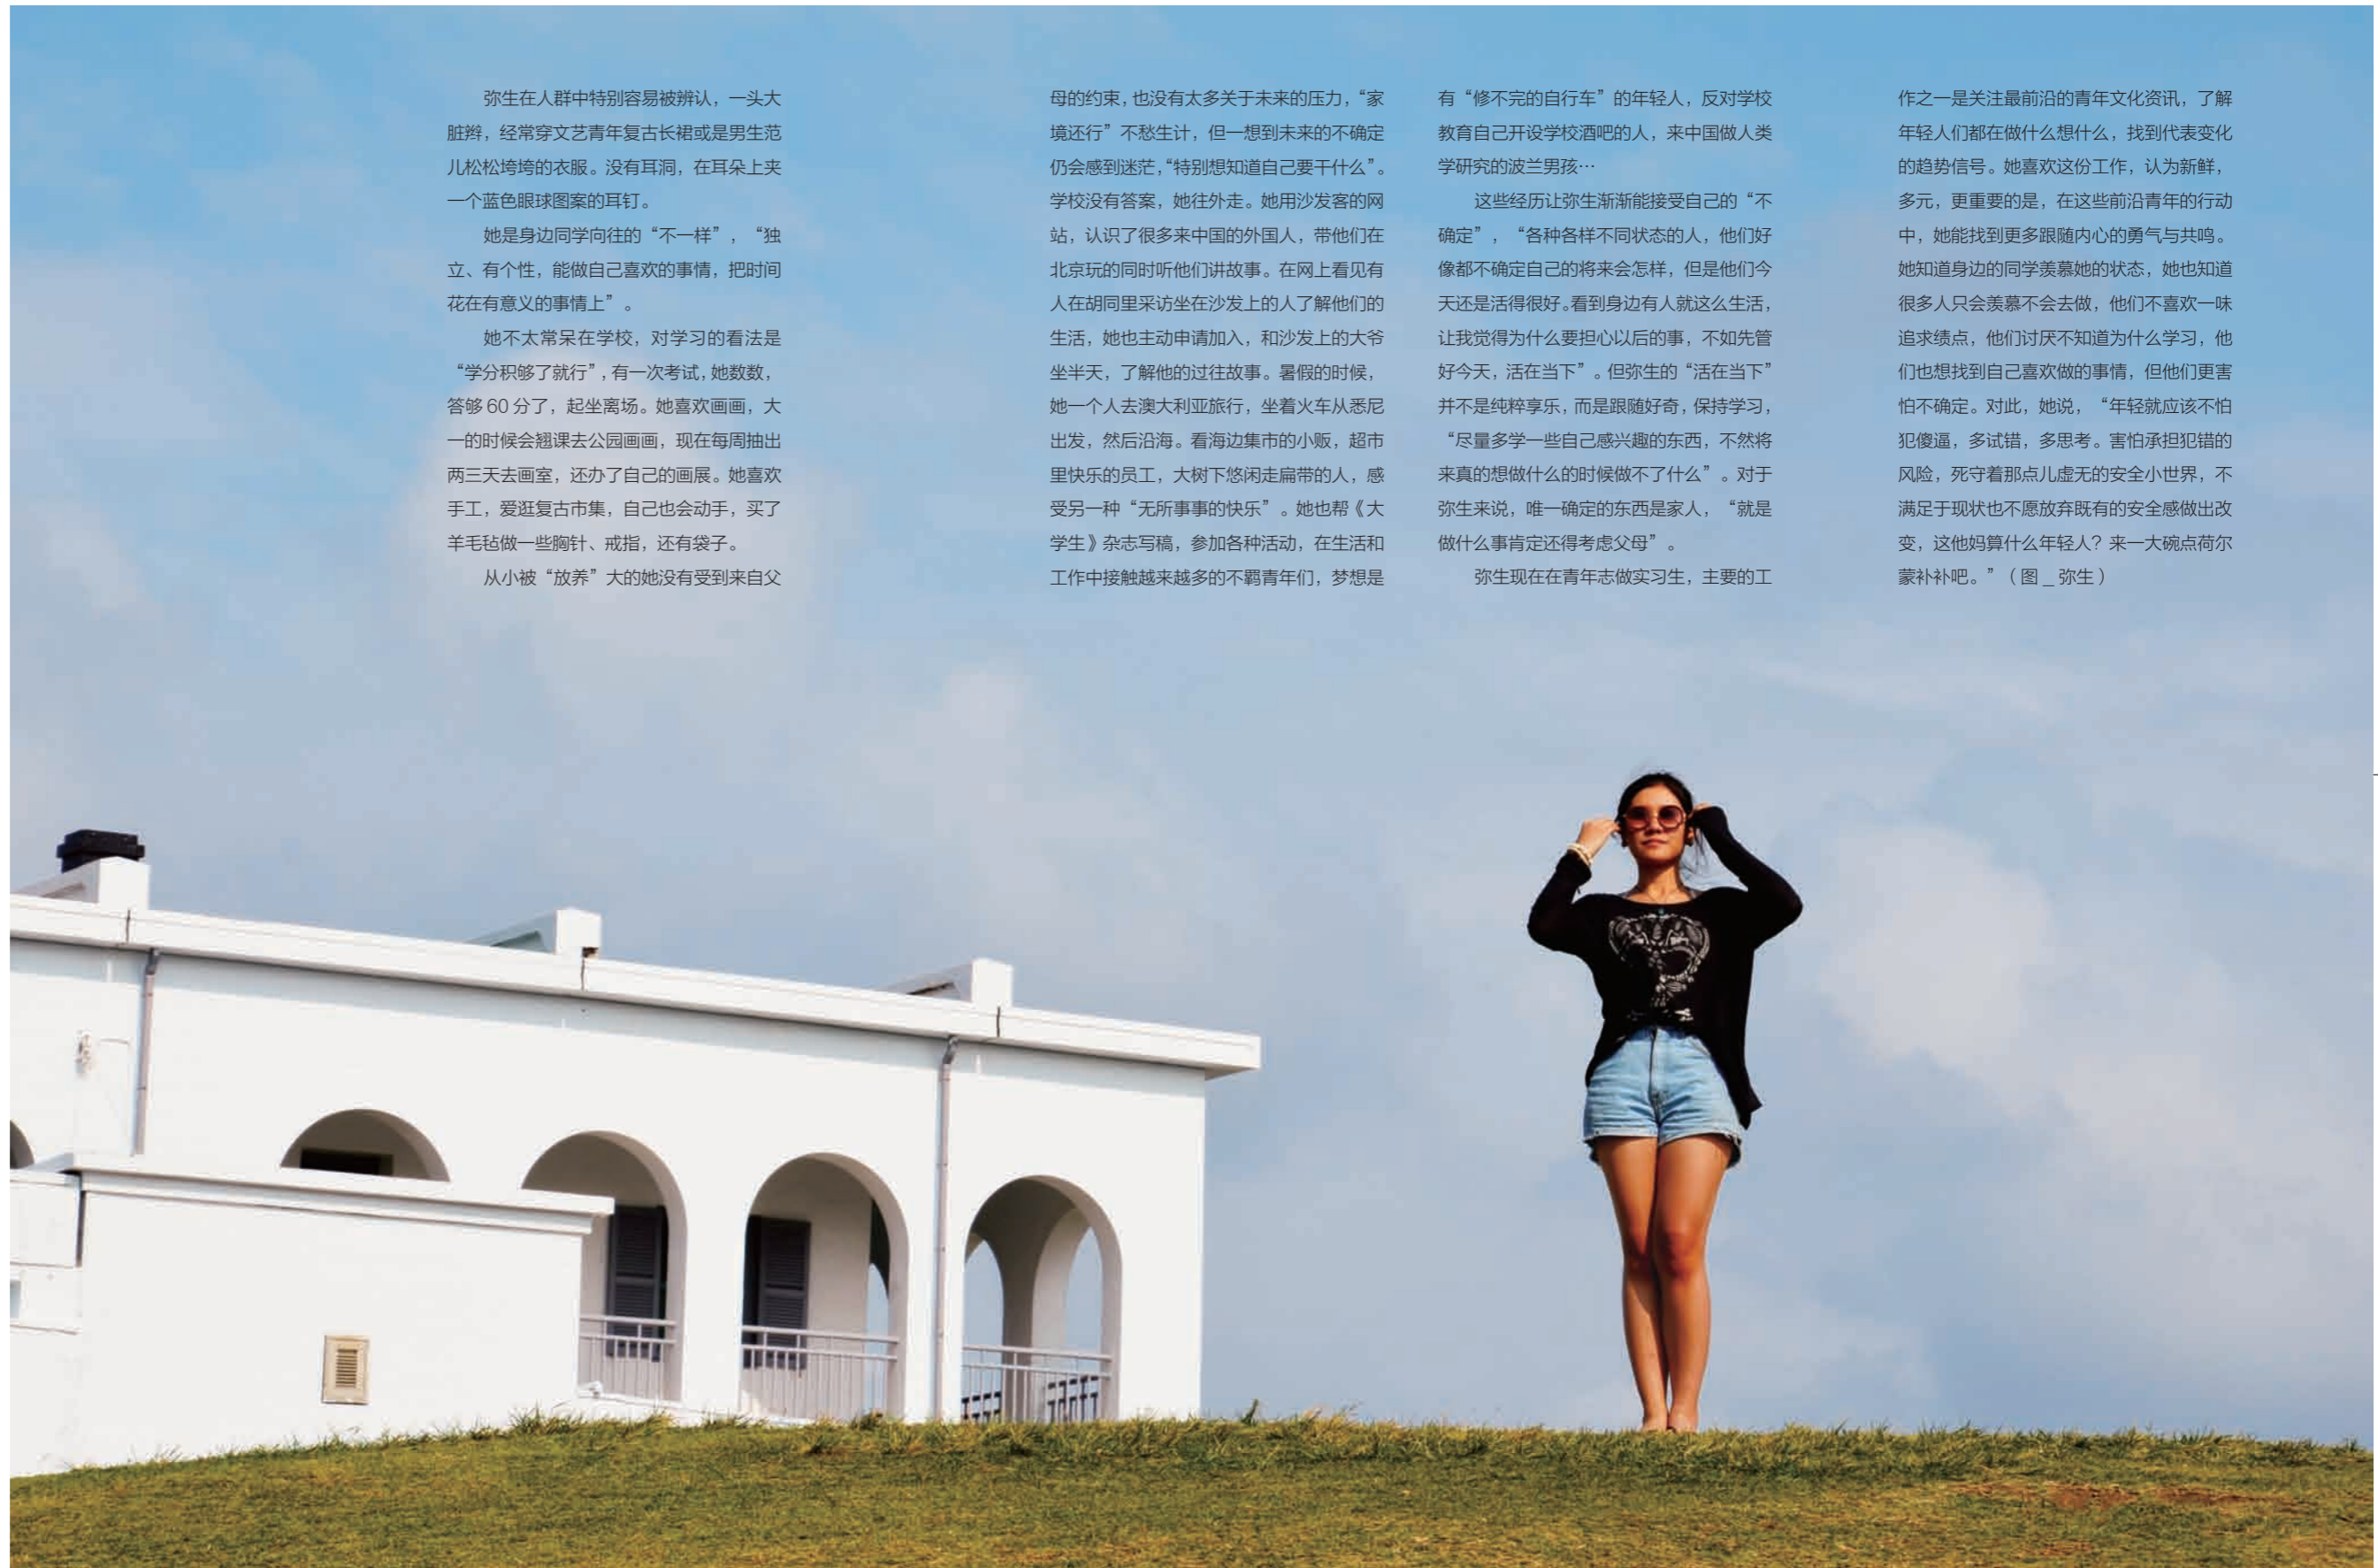 弥生在人群中特别容易被辨认，一头大
脏辫，经常穿文艺青年复古长裙或是男生范
儿松松垮垮的衣服。没有耳洞，在耳朵上夹
一个蓝色眼球图案的耳钉。
她是身边同学向往的“不一样”，“独
立、有个性，能做自己喜欢的事情，把时间
花在有意义的事情上”。
她不太常呆在学校，对学习的看法是
“学分积够了就行”，有一次考试，她数数，
答够 60 分了，起坐离场。她喜欢画画，大
一的时候会翘课去公园画画，现在每周抽出
两三天去画室，还办了自己的画展。她喜欢
手工，爱逛复古市集，自己也会动手，买了
羊毛毡做一些胸针、戒指，还有袋子。
从小被“放养”大的她没有受到来自父
母的约束，也没有太多关于未来的压力，“家
境还行”不愁生计，但一想到未来的不确定
仍会感到迷茫，“特别想知道自己要干什么”。
学校没有答案，她往外走。她用沙发客的网
站，认识了很多来中国的外国人，带他们在
北京玩的同时听他们讲故事。在网上看见有
人在胡同里采访坐在沙发上的人了解他们的
生活，她也主动申请加入，和沙发上的大爷
坐半天，了解他的过往故事。暑假的时候，
她一个人去澳大利亚旅行，坐着火车从悉尼
出发，然后沿海。看海边集市的小贩，超市
里快乐的员工，大树下悠闲走扁带的人，感
受另一种“无所事事的快乐”。她也帮《大
学生》杂志写稿，参加各种活动，在生活和
工作中接触越来越多的不羁青年们，梦想是
有“修不完的自行车”的年轻人，反对学校
教育自己开设学校酒吧的人，来中国做人类
学研究的波兰男孩…
这些经历让弥生渐渐能接受自己的“不
确定”，“各种各样不同状态的人，他们好
像都不确定自己的将来会怎样，但是他们今
天还是活得很好。看到身边有人就这么生活，
让我觉得为什么要担心以后的事，不如先管
好今天，活在当下”。但弥生的“活在当下”
并不是纯粹享乐，而是跟随好奇，保持学习，
“尽量多学一些自己感兴趣的东西，不然将
来真的想做什么的时候做不了什么”。对于
弥生来说，唯一确定的东西是家人，“就是
做什么事肯定还得考虑父母”。
弥生现在在青年志做实习生，主要的工
作之一是关注最前沿的青年文化资讯，了解
年轻人们都在做什么想什么，找到代表变化
的趋势信号。她喜欢这份工作，认为新鲜，
多元，更重要的是，在这些前沿青年的行动
中，她能找到更多跟随内心的勇气与共鸣。
她知道身边的同学羡慕她的状态，她也知道
很多人只会羡慕不会去做，他们不喜欢一味
追求绩点，他们讨厌不知道为什么学习，他
们也想找到自己喜欢做的事情，但他们更害
怕不确定。对此，她说，“年轻就应该不怕
犯傻逼，多试错，多思考。害怕承担犯错的
风险，死守着那点儿虚无的安全小世界，不
满足于现状也不愿放弃既有的安全感做出改
变，这他妈算什么年轻人？来一大碗点荷尔
蒙补补吧。”（图 _ 弥生）